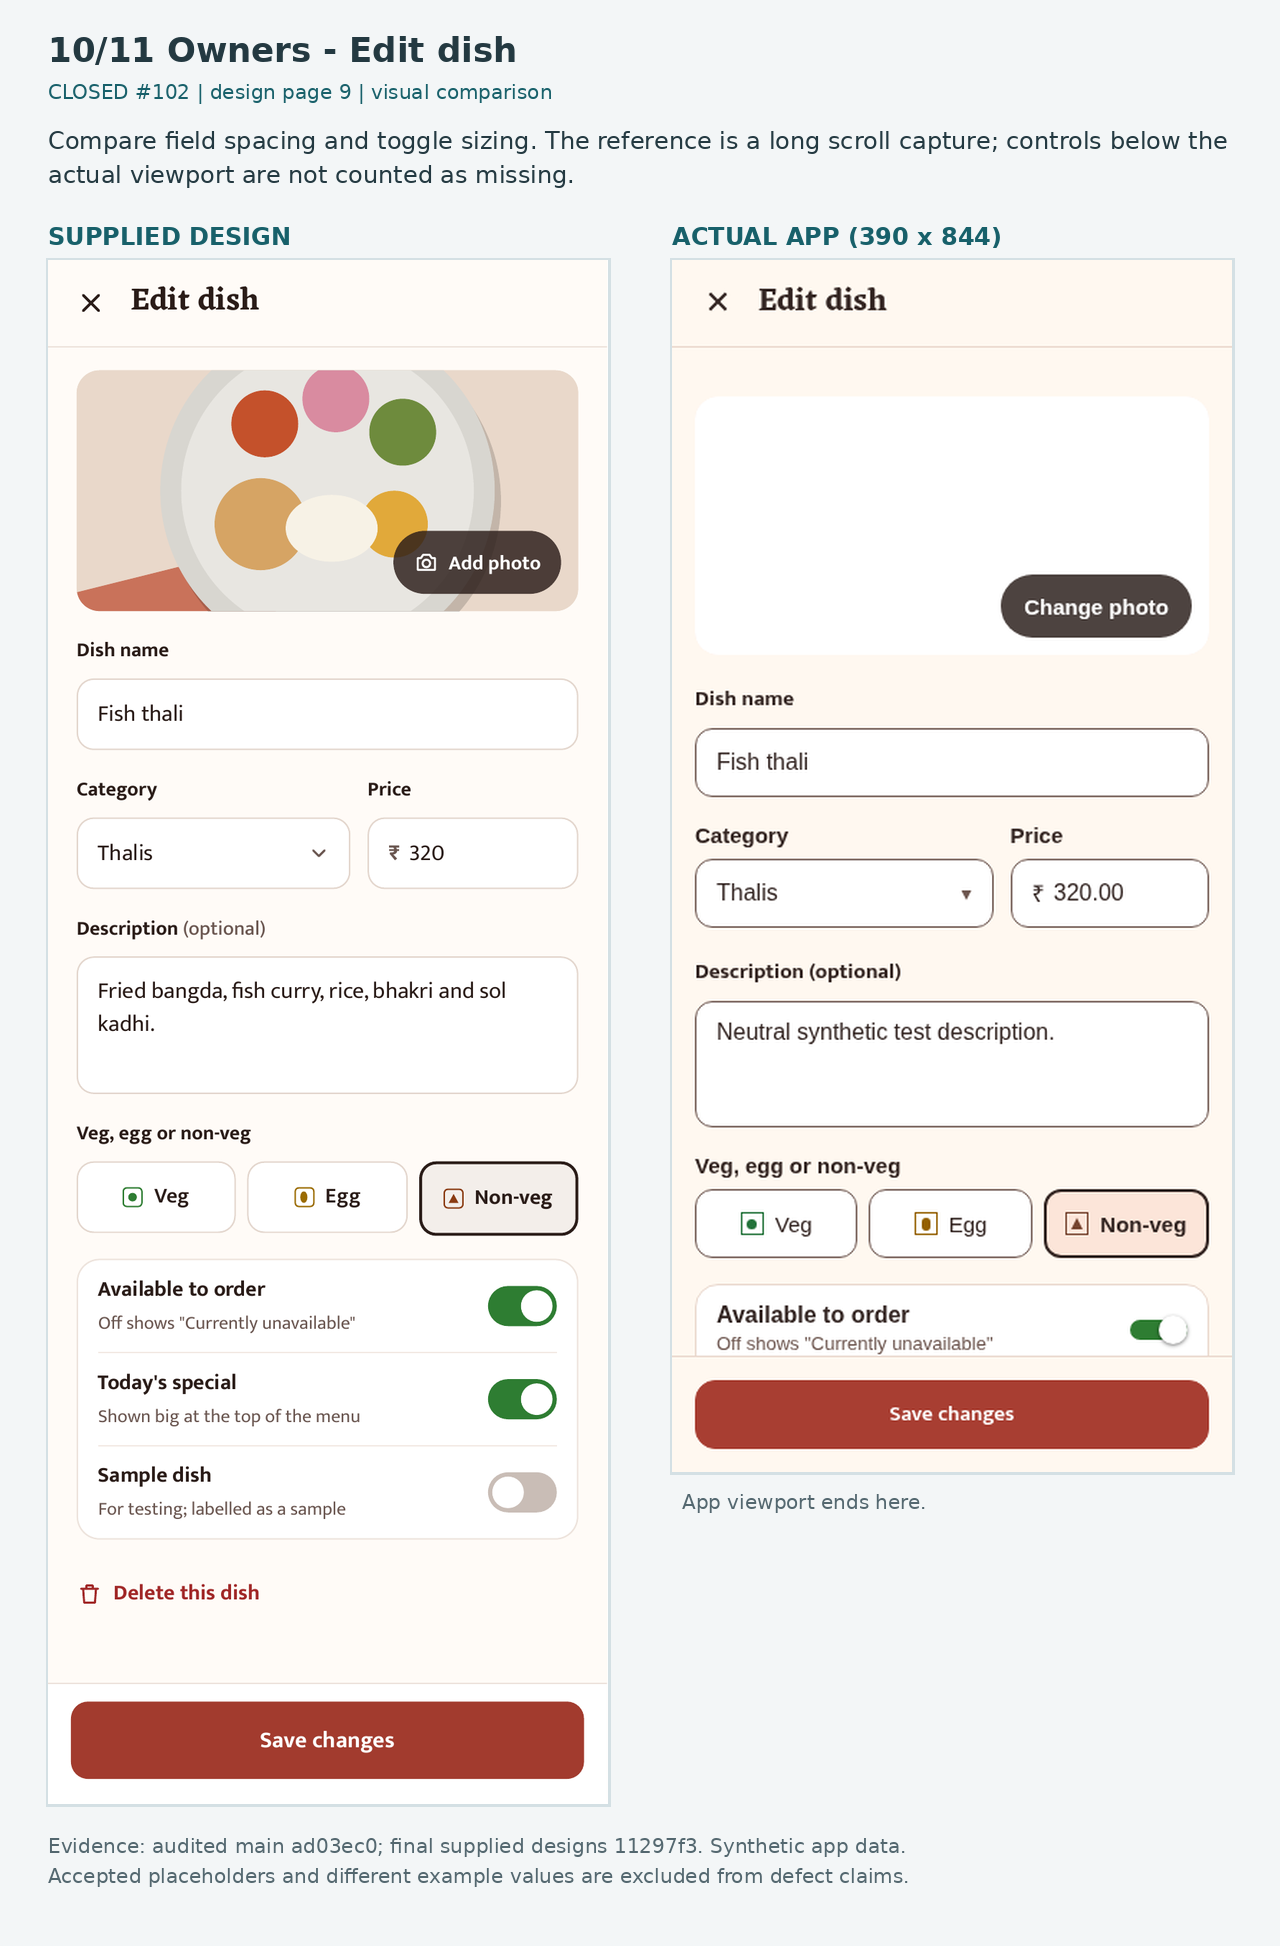 10/11 Owners - Edit dish
CLOSED #102 | design page 9 | visual comparison
Compare field spacing and toggle sizing. The reference is a long scroll capture; controls below the
actual viewport are not counted as missing.
SUPPLIED DESIGN
Edit dish
Add photo
Dish name
Fish thali
Category Price
Thalis ₹ 320
Description (optional)
Fried bangda, fish curry, rice, bhakri and sol
kadhi.
Veg, egg or non-veg
Veg Egg Non-veg
Available to order
Off shows "Currently unavailable"
Today's special
Shown big at the top of the menu
Sample dish
For testing; labelled as a sample
Delete this dish
Save changes
ACTUAL APP (390 x 844)
Edit dish
Change photo
Dish name
Fish thali
Category Price
Thalis ₹ 320.00
Description (optional)
Neutral synthetic test description.
Veg, egg or non-veg
Veg Egg Non-veg
Available to order
Off shows "Currently unavailable"
Save changes
App viewport ends here.
Evidence: audited main ad03ec0; final supplied designs 11297f3. Synthetic app data.
Accepted placeholders and different example values are excluded from defect claims.